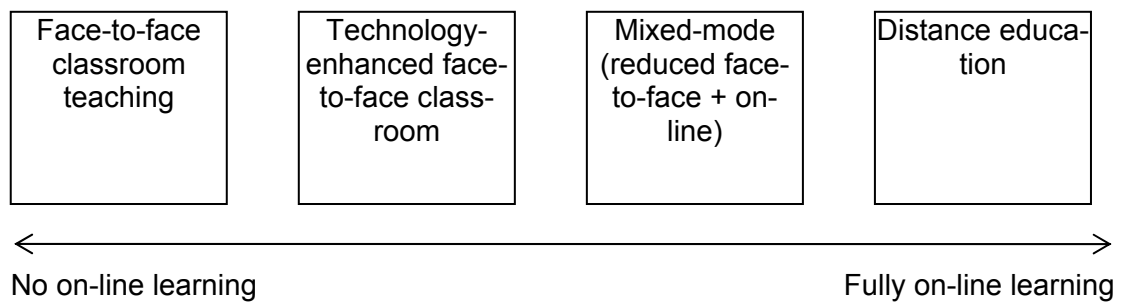 Face-to-face
classroom
teaching
Technology-
enhanced face-
to-face class-
room
Mixed-mode
(reduced face-
to-face + on-
line)
Distance educa-
tion
No on-line learning
Fully on-line learning